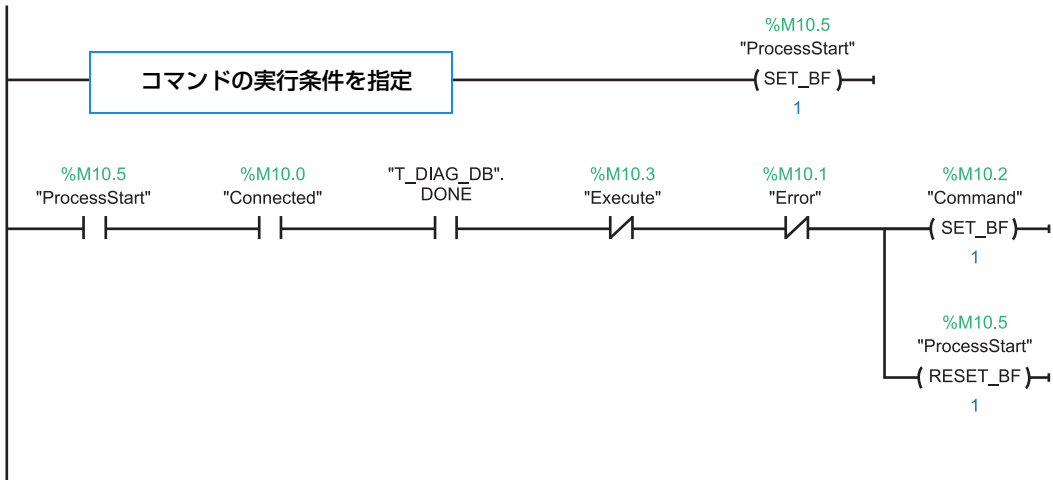 %M10.5
"ProcessStart"
コマンドの実行条件を指定
SET_BF
1
%M10.5
"ProcessStart"
%M10.0
"Connected"
"T_DIAG_DB".
DONE
%M10.3
"Execute"
%M10.1
"Error"
%M10.2
"Command"
SET_BF
1
%M10.5
"ProcessStart"
RESET_BF
1